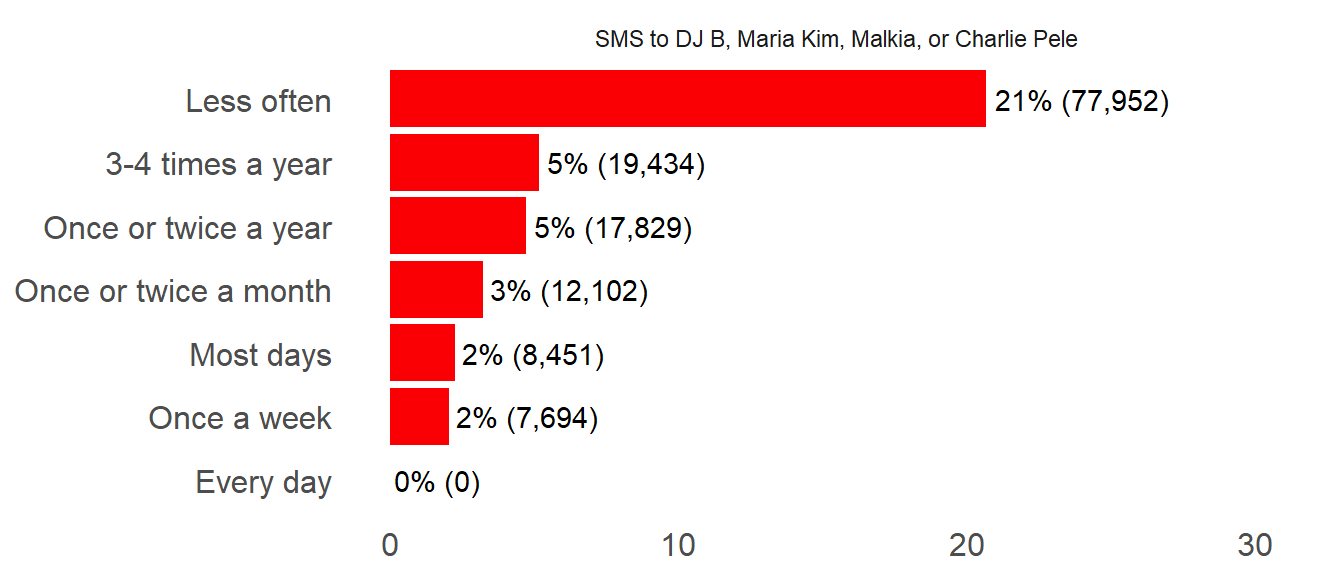 SMS to DJ B, Maria Kim, Malkia, or Charlie Pele
Less often 21% (77,952)
3-4 times a year 5% (19,434)
Once or twice a year 5% (17,829)
Once or twice a month 3% (12,102)
Most days 2% (8,451)
Once a week 2% (7,694)
Every day 0% (0)
0 10 20 30